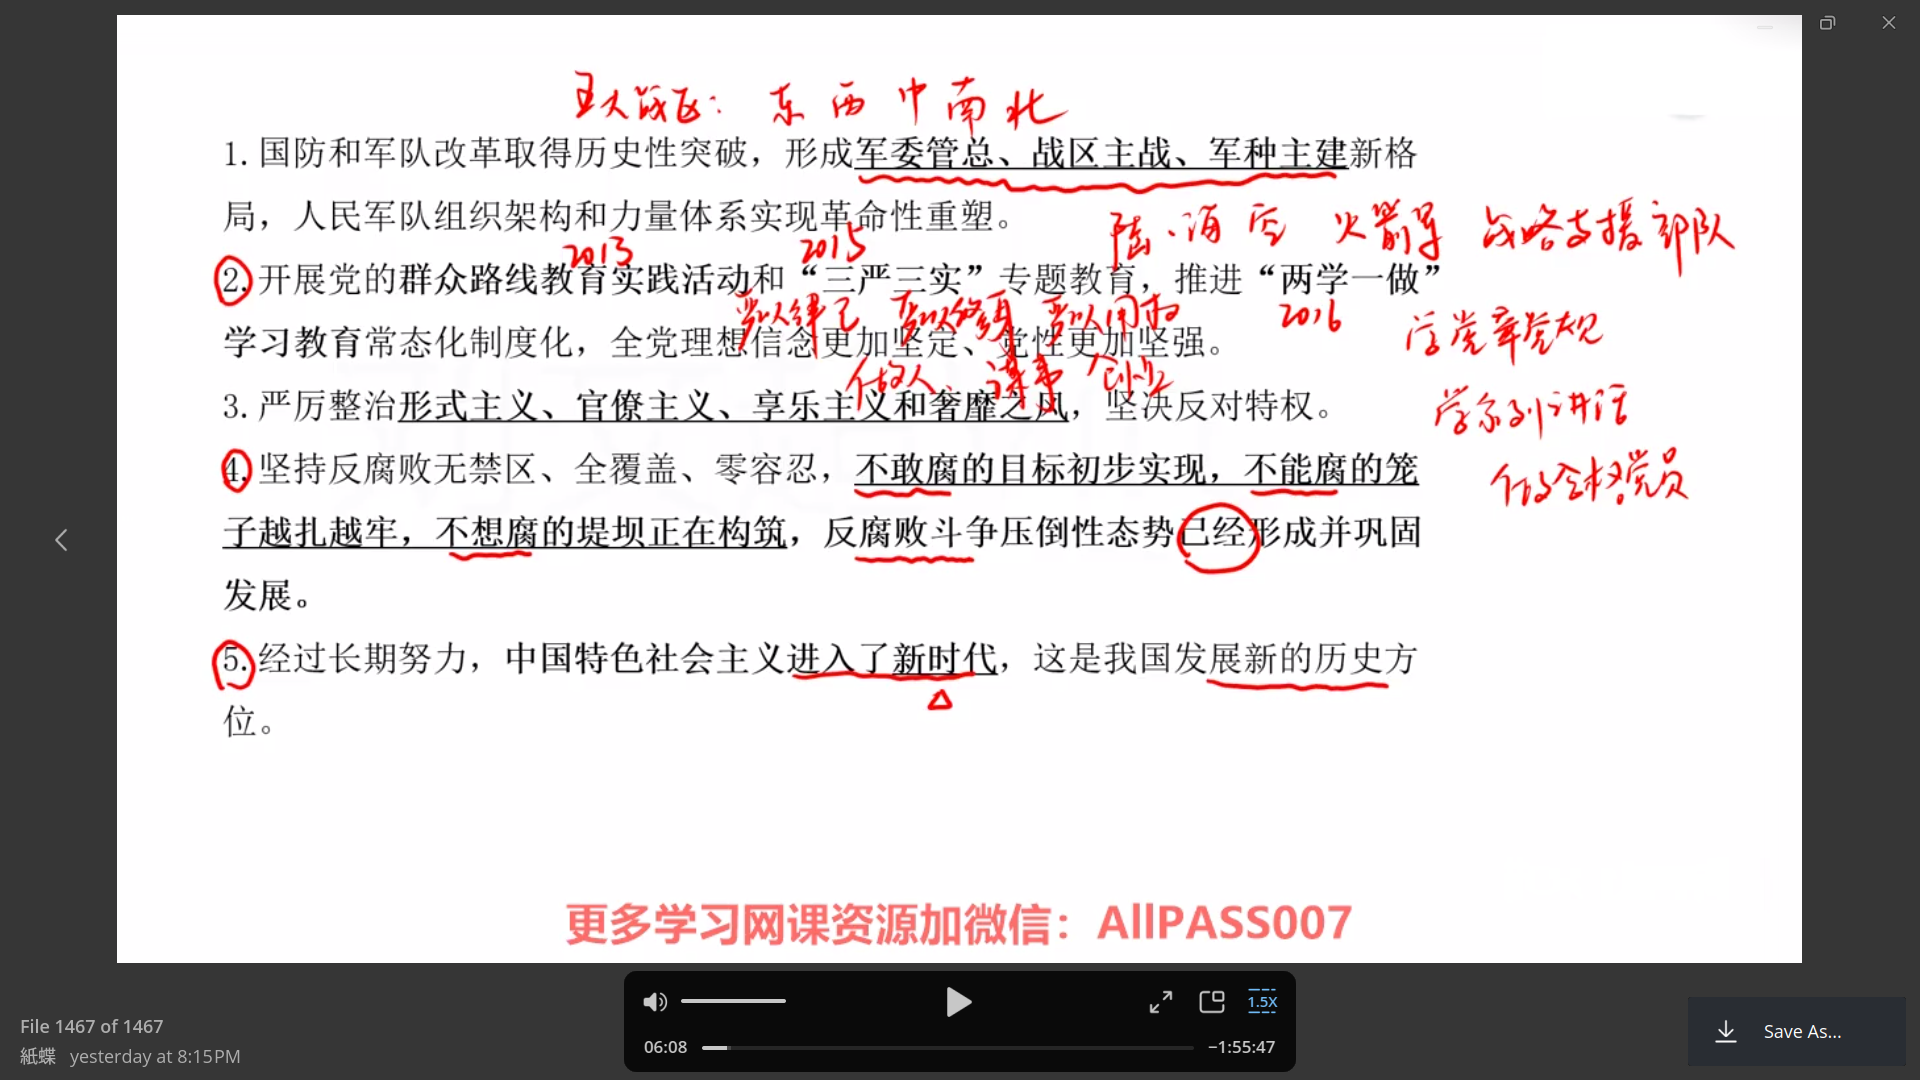 五大战区：东 西 中 南 北
1. 国防和军队改革取得历史性突破，形成军委管总、战区主战、军种主建新格
局，人民军队组织架构和力量体系实现革命性重塑。
陆、海 空 火箭军 战略支援部队
2013 2015
2. 开展党的群众路线教育实践活动和“三严三实”专题教育，推进“两学一做”
严以律己 严以修身 严以用权 2016 学党章党规
学习教育常态化制度化，全党理想信念更加坚定、党性更加坚强。
做人、谋事 创业
3. 严厉整治形式主义、官僚主义、享乐主义和奢靡之风，坚决反对特权。
学系列讲话
4. 坚持反腐败无禁区、全覆盖、零容忍，不敢腐的目标初步实现，不能腐的笼
做合格党员
子越扎越牢，不想腐的堤坝正在构筑，反腐败斗争压倒性态势已经形成并巩固
发展。
5. 经过长期努力，中国特色社会主义进入了新时代，这是我国发展新的历史方
位。
更多学习网课资源加微信：AllPASS007
1.5X
06:08 −1:55:47
File 1467 of 1467
紙蝶 yesterday at 8:15PM
Save As...